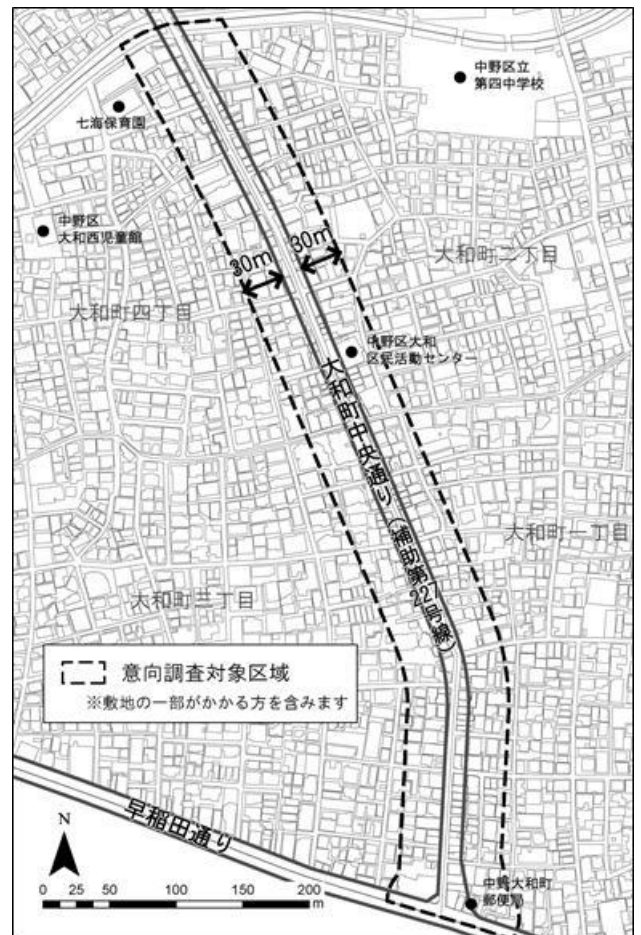 中野区立
第四中学校
七海保育園
中野区
大和西児童館
30m
30m
大和町二丁目
大和町四丁目
中野区大和
区民活動センター
大和町中央通り(補助第227号線)
大和町一丁目
大和町三丁目
意向調査対象区域
※敷地の一部がかかる方を含みます
早稲田通り
N
0 25 50 100 150 200
m
中野大和町
郵便局